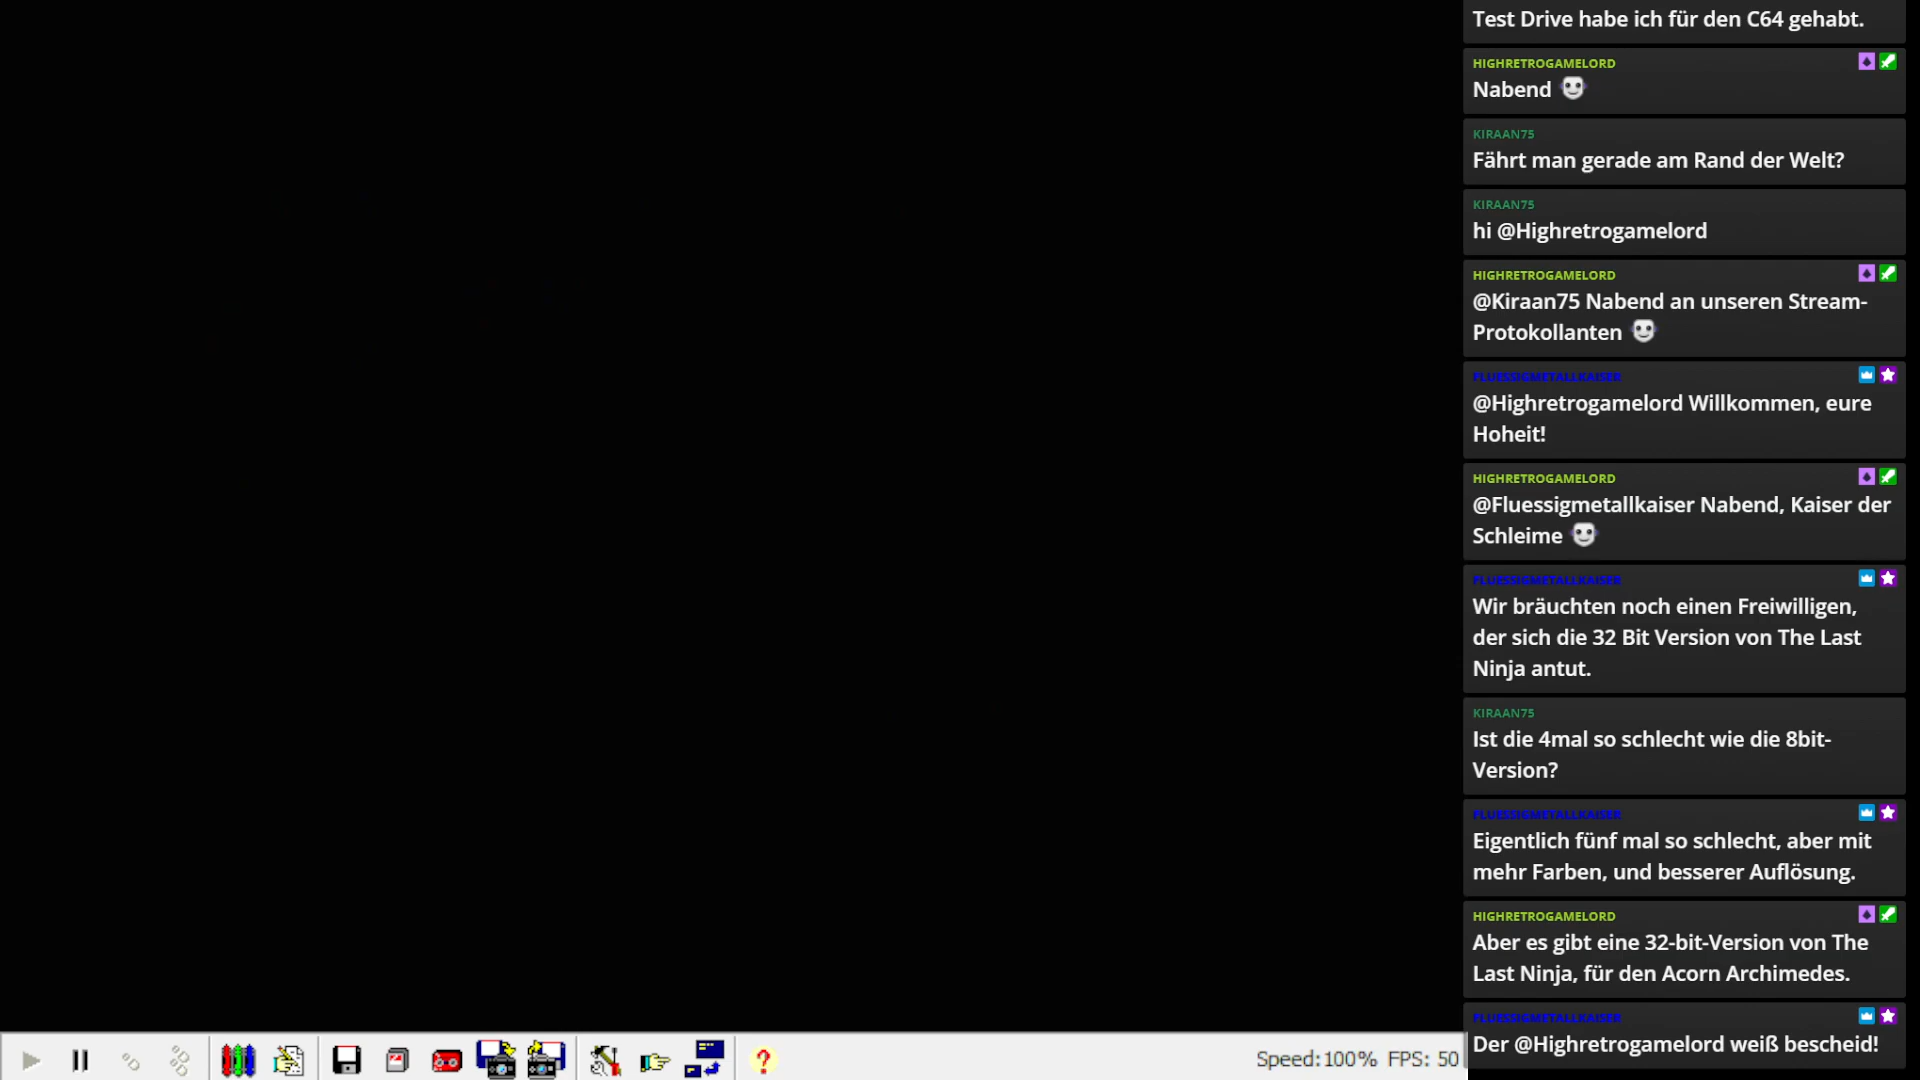 Test Drive habe ich für den C64 gehabt.
HIGHRETROGAMELORD
Nabend
KIRAAN75
Fährt man gerade am Rand der Welt?
KIRAAN75
hi @Highretrogamelord
HIGHRETROGAMELORD
@Kiraan75 Nabend an unseren Stream-
Protokollanten
FLUESSIGMETALLKAISER
@Highretrogamelord Willkommen, eure
Hoheit!
HIGHRETROGAMELORD
@Fluessigmetallkaiser Nabend, Kaiser der
Schleime
FLUESSIGMETALLKAISER
Wir bräuchten noch einen Freiwilligen,
der sich die 32 Bit Version von The Last
Ninja antut.
KIRAAN75
Ist die 4mal so schlecht wie die 8bit-
Version?
FLUESSIGMETALLKAISER
Eigentlich fünf mal so schlecht, aber mit
mehr Farben, und besserer Auflösung.
HIGHRETROGAMELORD
Aber es gibt eine 32-bit-Version von The
Last Ninja, für den Acorn Archimedes.
FLUESSIGMETALLKAISER
Der @Highretrogamelord weiß bescheid!
Speed:100% FPS: 50